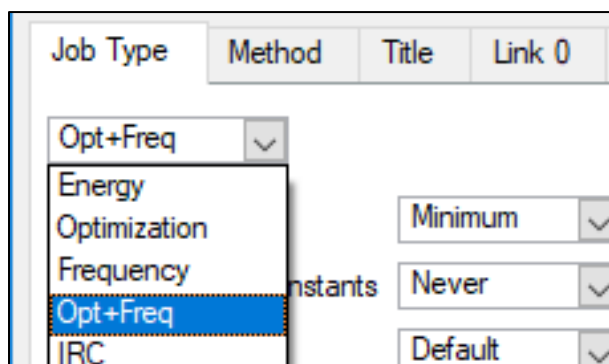 Job Type Method Title Link 0
Opt+Freq
Energy
Optimization Minimum
Frequency
nstants Never
Opt+Freq
IRC Default